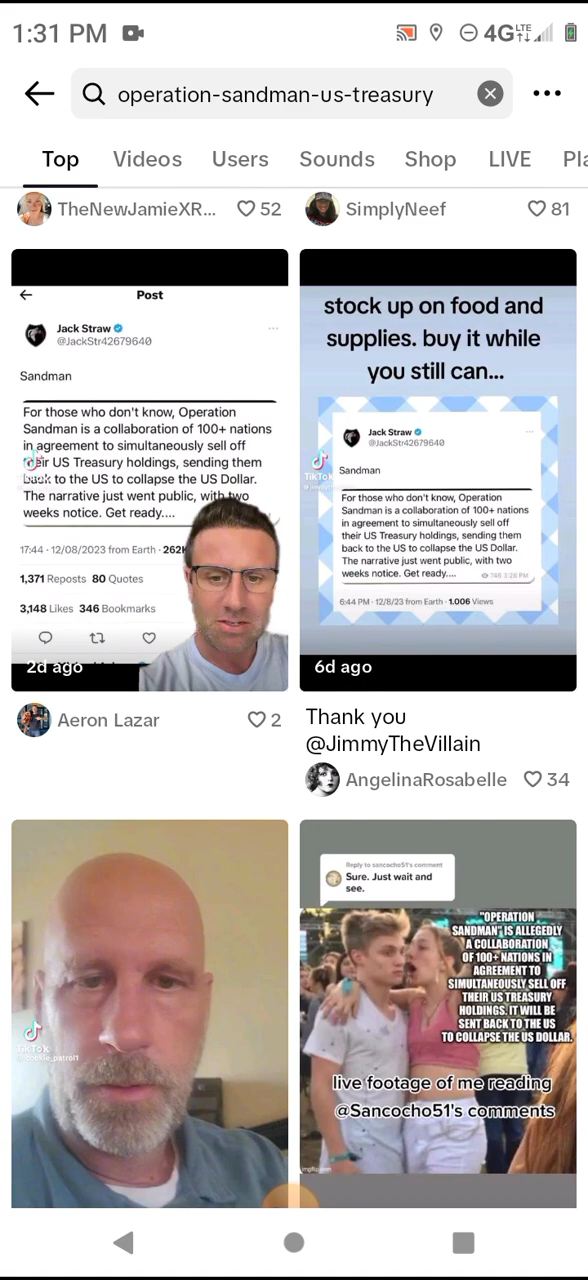 1:31 PM
4G LTE
operation-sandman-us-treasury
Top Videos Users Sounds Shop LIVE Pla
TheNewJamieXR... 52
SimplyNeef 81
Post
Jack Straw
@JackStr42679640
Sandman
For those who don't know, Operation
Sandman is a collaboration of 100+ nations
in agreement to simultaneously sell off
their US Treasury holdings, sending them
back to the US to collapse the US Dollar.
The narrative just went public, with two
weeks notice. Get ready....
17:44 · 12/08/2023 from Earth · 262K
1,371 Reposts 80 Quotes
3,148 Likes 346 Bookmarks
2d ago
Aeron Lazar 2
stock up on food and
supplies. buy it while
you still can...
Jack Straw
@JackStr42679640
TikTok
Sandman
For those who don't know, Operation
Sandman is a collaboration of 100+ nations
in agreement to simultaneously sell off
their US Treasury holdings, sending them
back to the US to collapse the US Dollar.
The narrative just went public, with two
weeks notice. Get ready....
746 3:28 PM
6:44 PM · 12/8/23 from Earth · 1.006 Views
6d ago
Thank you
@JimmyTheVillain
AngelinaRosabelle 34
TikTok
Reply to sancocho51's comment
Sure. Just wait and
see.
"OPERATION
SANDMAN" IS ALLEGEDLY
A COLLABORATION
OF 100+ NATIONS IN
AGREEMENT TO
SIMULTANEOUSLY SELL OFF
THEIR US TREASURY
HOLDINGS. IT WILL BE
SENT BACK TO THE US
TO COLLAPSE THE US DOLLAR.
live footage of me reading
@Sancocho51's comments
imgflip.com